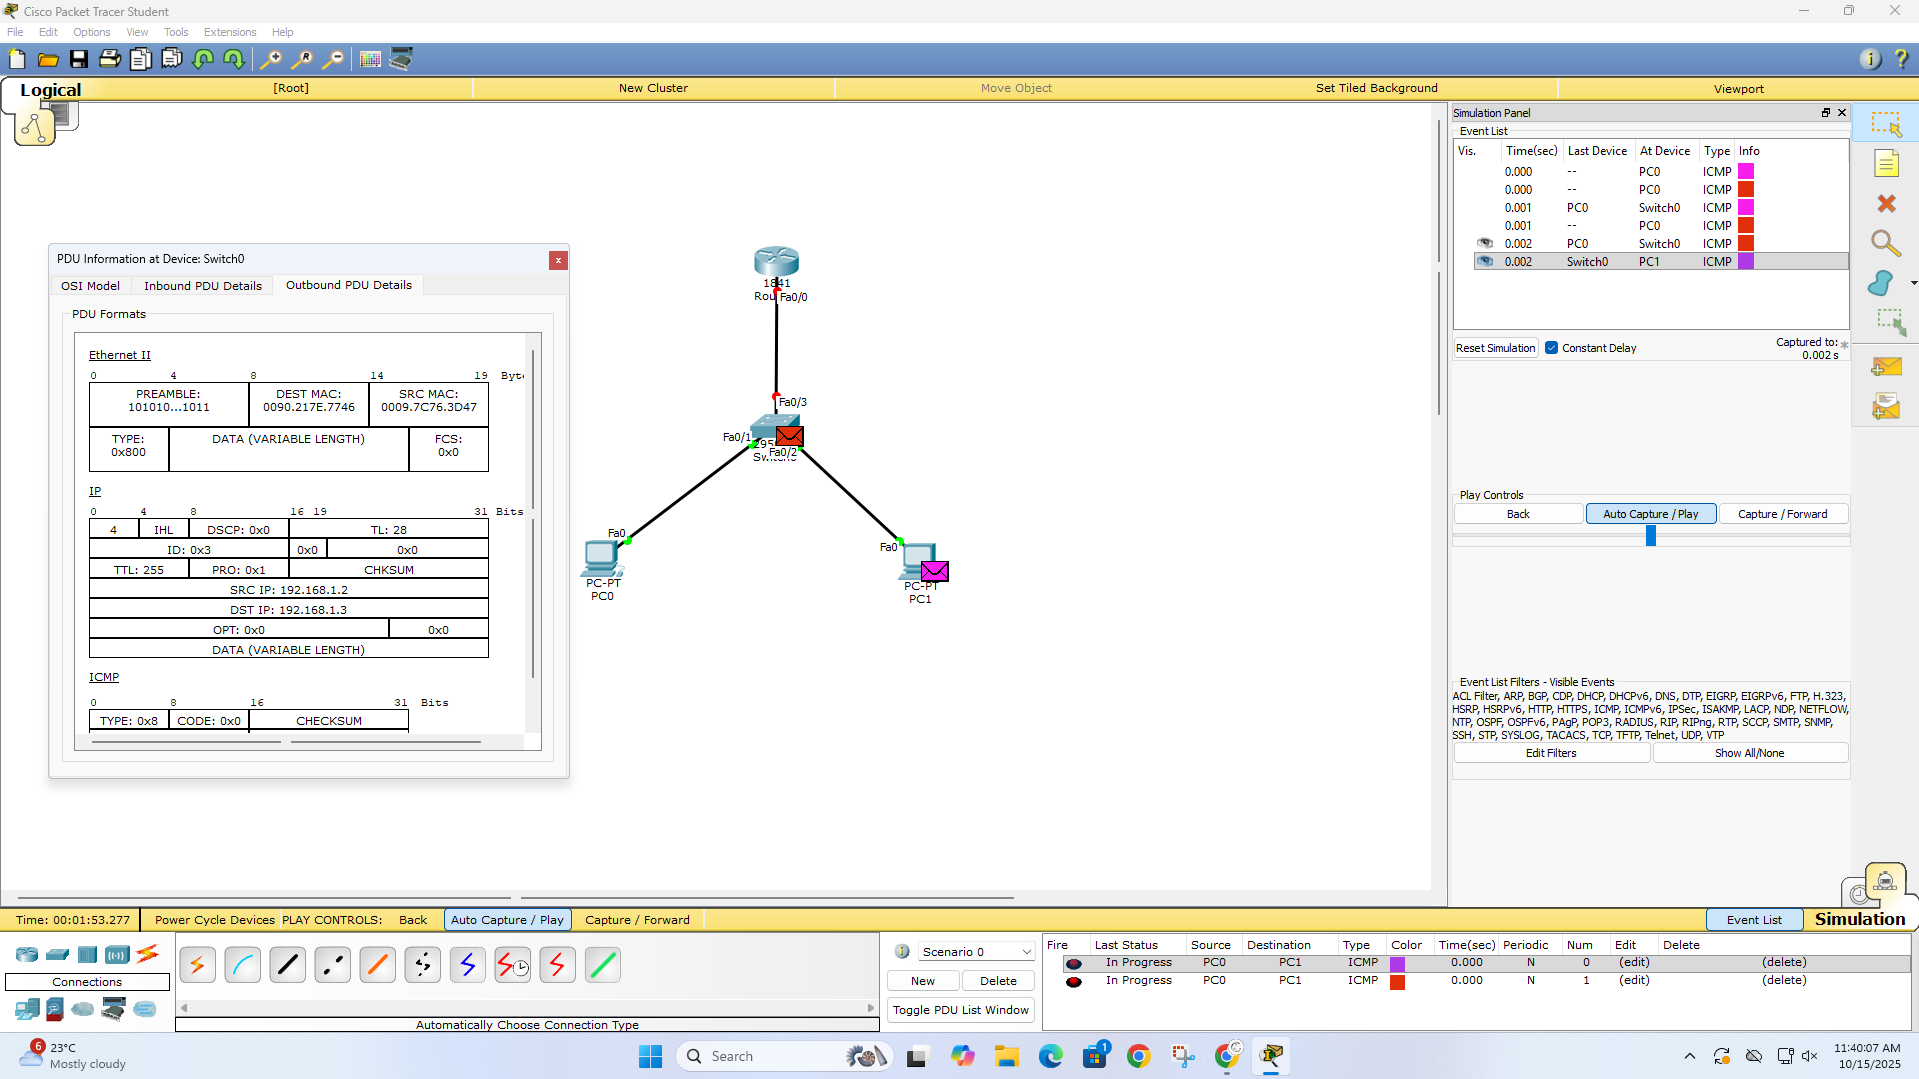 Cisco Packet Tracer Student
File Edit Options View Tools Extensions Help
Logical [Root] New Cluster Move Object Set Tiled Background Viewport
Simulation Panel
Event List
Vis. Time(sec) Last Device At Device Type Info
0.000 -- PC0 ICMP
0.000 -- PC0 ICMP
0.001 PC0 Switch0 ICMP
0.001 -- PC0 ICMP
0.002 PC0 Switch0 ICMP
0.002 Switch0 PC1 ICMP
Reset Simulation Constant Delay Captured to: *
0.002 s
Play Controls
Back Auto Capture / Play Capture / Forward
Event List Filters - Visible Events
ACL Filter, ARP, BGP, CDP, DHCP, DHCPv6, DNS, DTP, EIGRP, EIGRPv6, FTP, H.323,
HSRP, HSRPv6, HTTP, HTTPS, ICMP, ICMPv6, IPSec, ISAKMP, LACP, NDP, NETFLOW,
NTP, OSPF, OSPFv6, PAgP, POP3, RADIUS, RIP, RIPng, RTP, SCCP, SMTP, SNMP,
SSH, STP, SYSLOG, TACACS, TCP, TFTP, Telnet, UDP, VTP
Edit Filters Show All/None
PDU Information at Device: Switch0
OSI Model Inbound PDU Details Outbound PDU Details
PDU Formats
Ethernet II
0 4 8 14 19 Byte
PREAMBLE: DEST MAC: SRC MAC:
101010...1011 0090.217E.7746 0009.7C76.3D47
TYPE: DATA (VARIABLE LENGTH) FCS:
0x800 0x0
IP
0 4 8 16 19 31 Bits
4 IHL DSCP: 0x0 TL: 28
ID: 0x3 0x0 0x0
TTL: 255 PRO: 0x1 CHKSUM
SRC IP: 192.168.1.2
DST IP: 192.168.1.3
OPT: 0x0 0x0
DATA (VARIABLE LENGTH)
ICMP
0 8 16 31 Bits
TYPE: 0x8 CODE: 0x0 CHECKSUM
1841
Rou Fa0/0
Fa0/3
Fa0/1
295
Fa0/2
Sw
Fa0
PC-PT
PC0
Fa0
PC-PT
PC1
Time: 00:01:53.277 Power Cycle Devices PLAY CONTROLS: Back Auto Capture / Play Capture / Forward Event List Simulation
Connections
Automatically Choose Connection Type
Scenario 0
New Delete
Toggle PDU List Window
Fire Last Status Source Destination Type Color Time(sec) Periodic Num Edit Delete
In Progress PC0 PC1 ICMP 0.000 N 0 (edit) (delete)
In Progress PC0 PC1 ICMP 0.000 N 1 (edit) (delete)
6
23°C
Mostly cloudy
Search
1
11:40:07 AM
10/15/2025